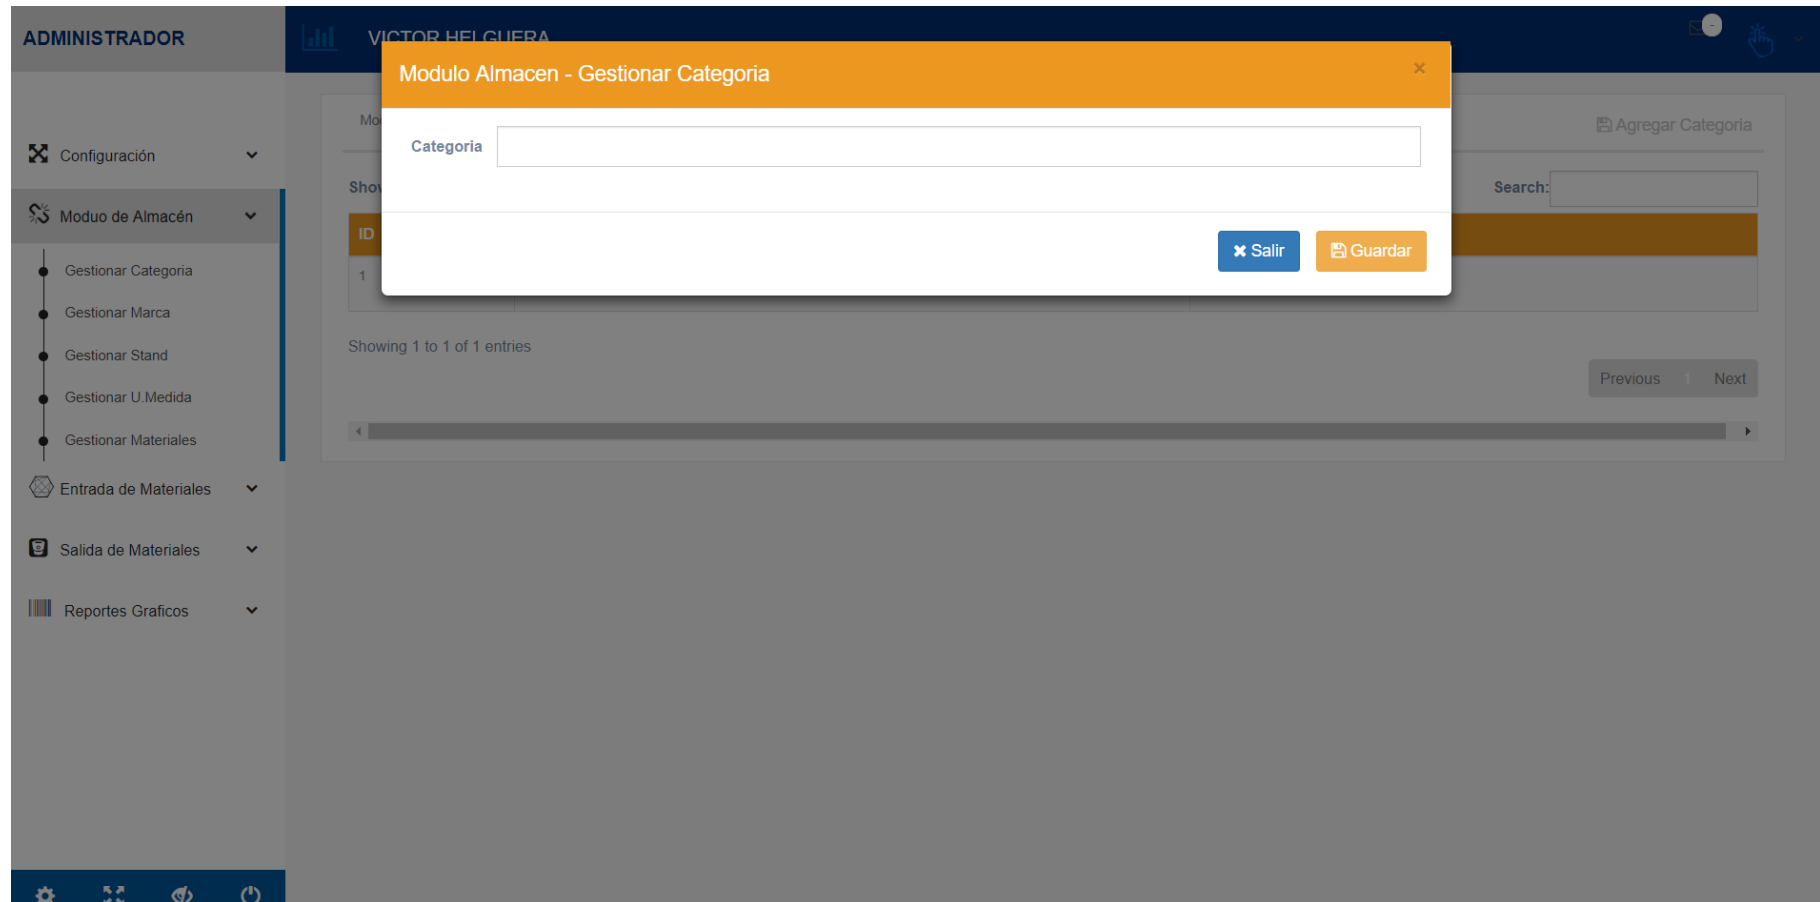 ADMINISTRADOR
VICTOR HELGUERA
Modulo Almacen - Gestionar Categoria
×
Categoria
Salir
Guardar
Agregar Categoria
Search:
ID
1
Showing 1 to 1 of 1 entries
Previous 1 Next
Configuración
Moduo de Almacén
Gestionar Categoria
Gestionar Marca
Gestionar Stand
Gestionar U.Medida
Gestionar Materiales
Entrada de Materiales
Salida de Materiales
Reportes Graficos